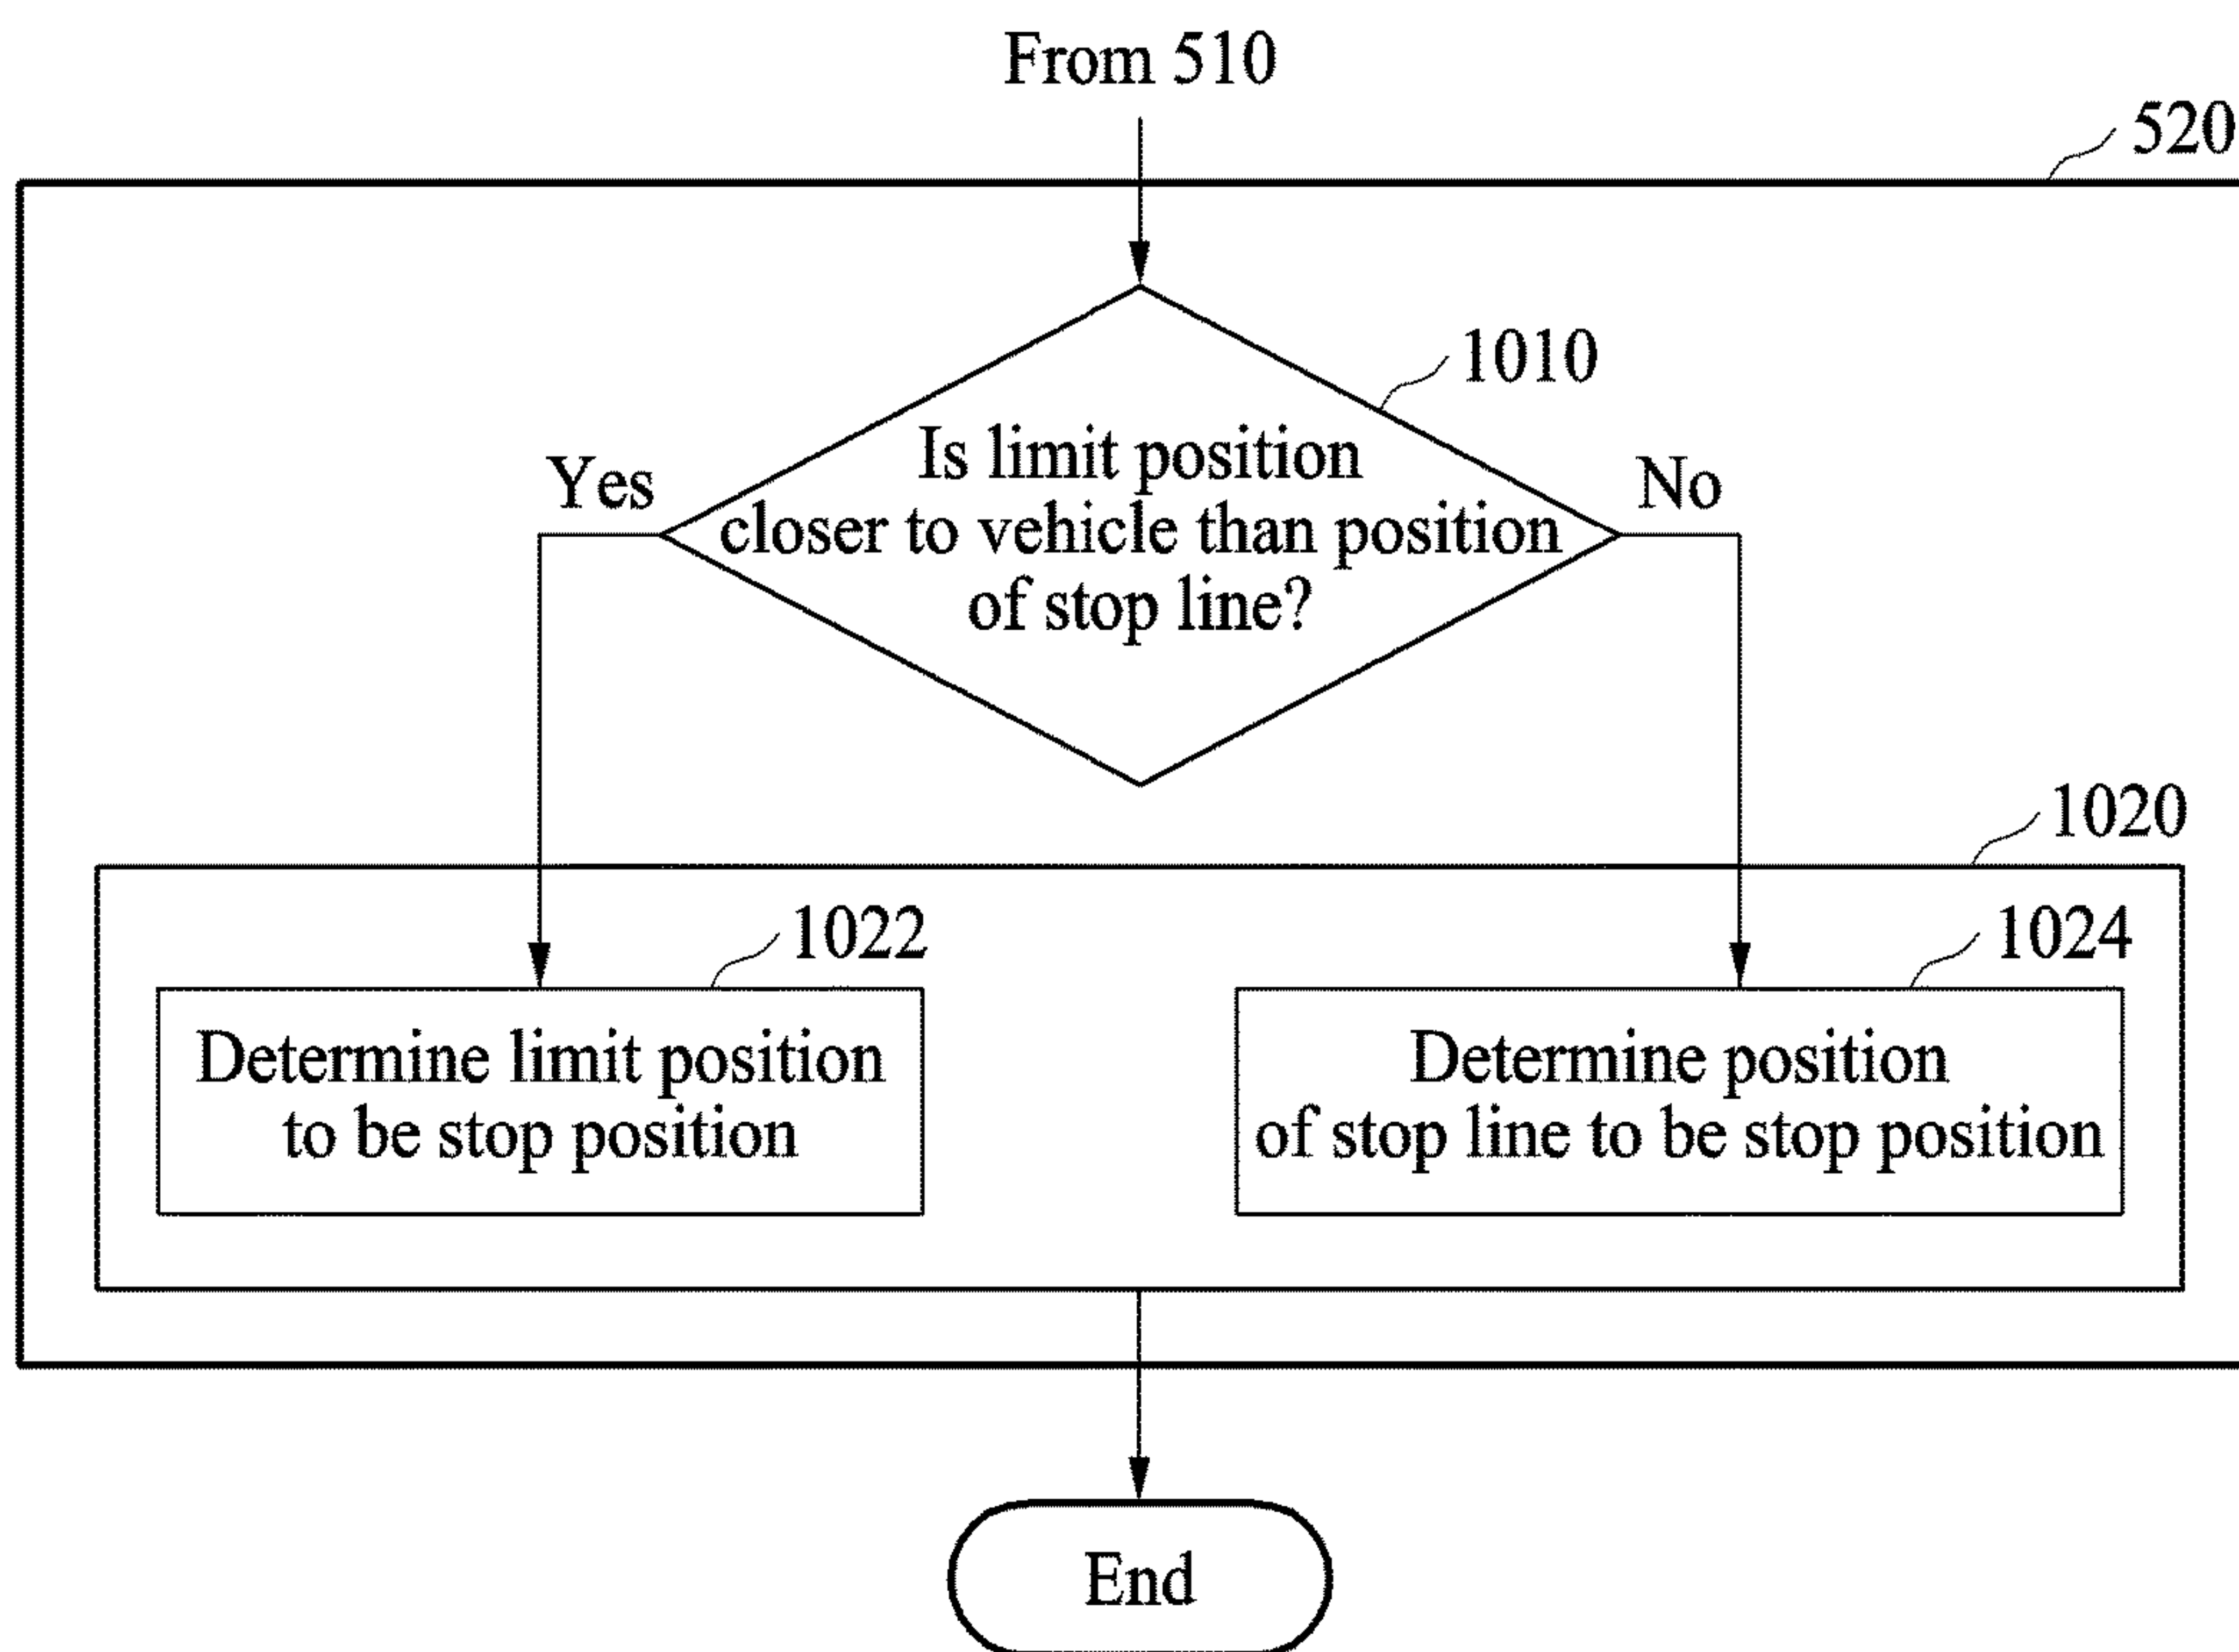 From 510
520
1010
Is limit position
closer to vehicle than position
of stop line?
Yes
No
1020
1022
1024
Determine limit position
to be stop position
Determine position
of stop line to be stop position
End